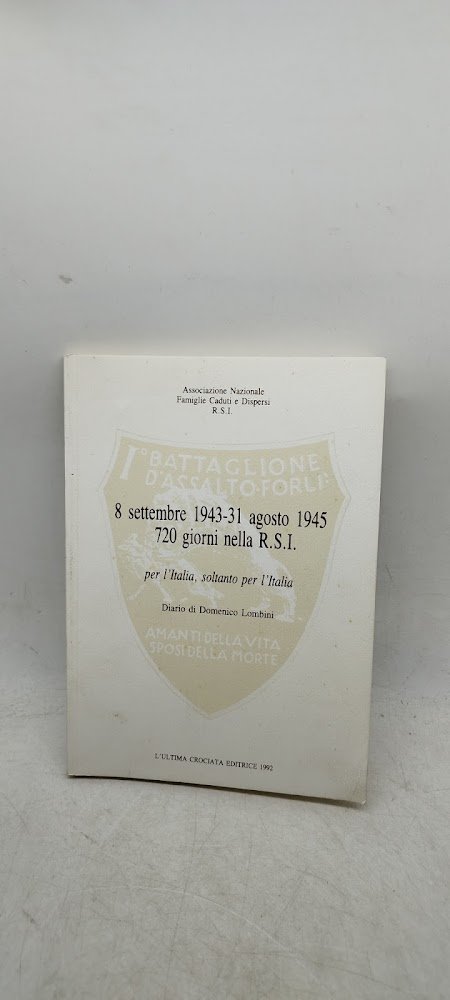 Associazione Nazionale
Famiglie Caduti e Dispersi
R.S.I.
I° BATTAGLIONE
D'ASSALTO·FORLI·
8 settembre 1943-31 agosto 1945
720 giorni nella R.S.I.
per l'Italia, soltanto per l'Italia
Diario di Domenico Lombini
AMANTI DELLA VITA
SPOSI DELLA MORTE
L'ULTIMA CROCIATA EDITRICE 1992